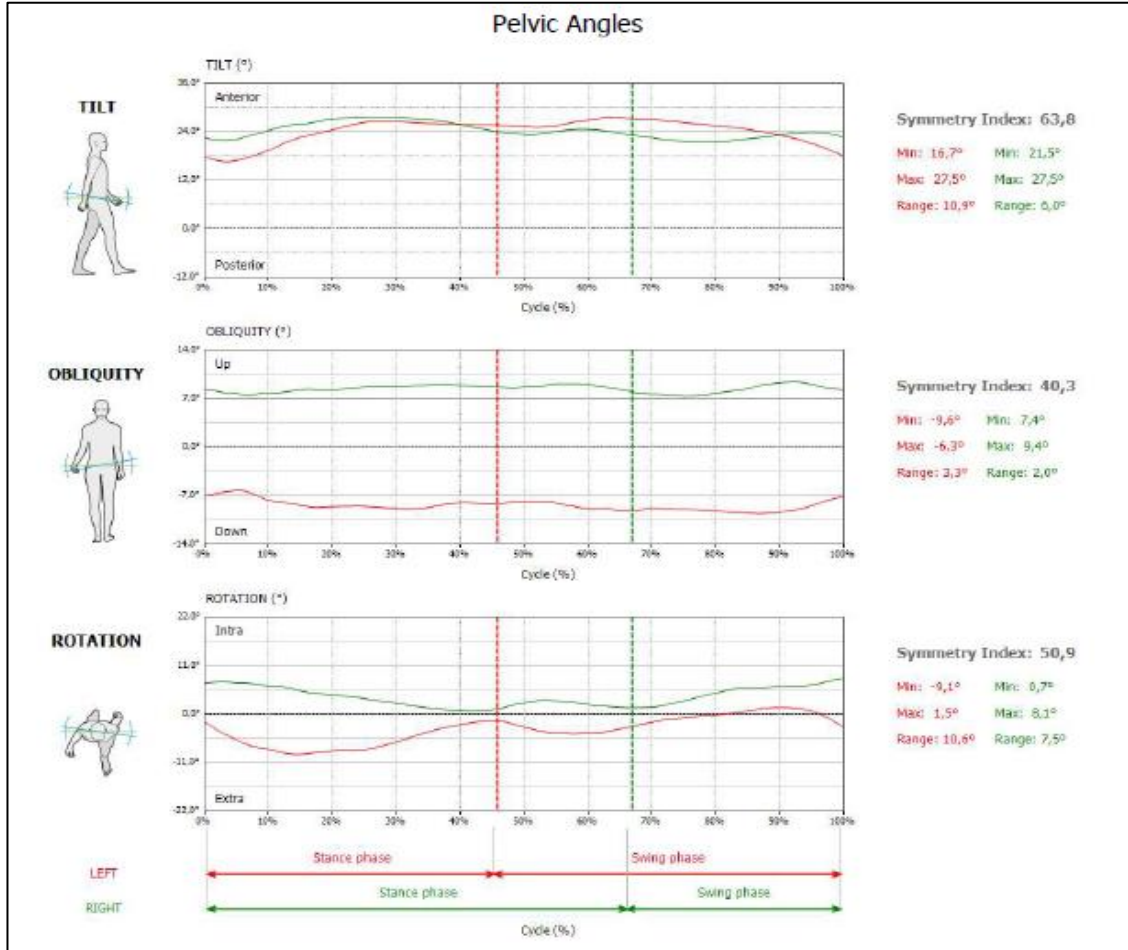 Pelvic Angles
TILT (°)
36,0°
24,0°
12,0°
0,0°
-12,0°
Anterior
Posterior
TILT
0% 10% 20% 30% 40% 50% 60% 70% 80% 90% 100%
Cycle (%)
Symmetry Index: 63,8
Min: 16,7° Min: 21,5°
Max: 27,5° Max: 27,5°
Range: 10,9° Range: 6,0°
OBLIQUITY (°)
14,0°
7,0°
0,0°
-7,0°
-14,0°
Up
Down
OBLIQUITY
0% 10% 20% 30% 40% 50% 60% 70% 80% 90% 100%
Cycle (%)
Symmetry Index: 40,3
Min: -9,6° Min: 7,4°
Max: -6,3° Max: 9,4°
Range: 3,3° Range: 2,0°
ROTATION (°)
22,0°
11,0°
0,0°
-11,0°
-22,0°
Intra
Extra
ROTATION
0% 10% 20% 30% 40% 50% 60% 70% 80% 90% 100%
Symmetry Index: 50,9
Min: -9,1° Min: 0,7°
Max: 1,5° Max: 8,1°
Range: 10,6° Range: 7,5°
Stance phase Swing phase
LEFT
Stance phase Swing phase
RIGHT
Cycle (%)